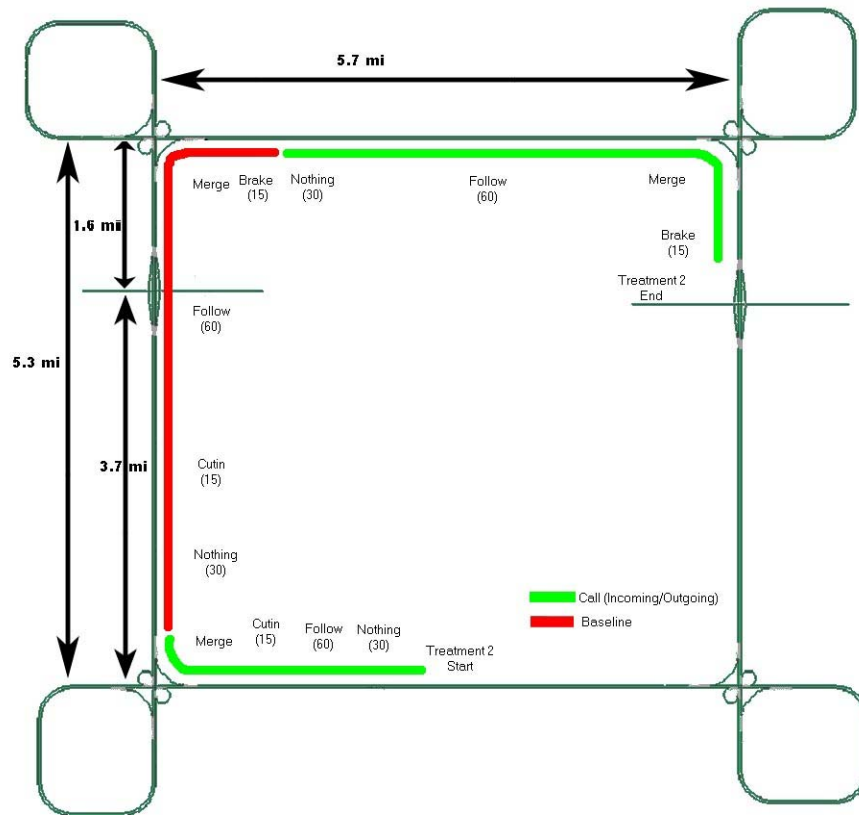 5.7 mi
Merge
Brake
(15)
Nothing
(30)
Follow
(60)
Merge
1.6 mi
Brake
(15)
Treatment 2
End
Follow
(60)
5.3 mi
3.7 mi
Cutin
(15)
Nothing
(30)
Call (Incoming/Outgoing)
Baseline
Merge
Cutin
(15)
Follow
(60)
Nothing
(30)
Treatment 2
Start